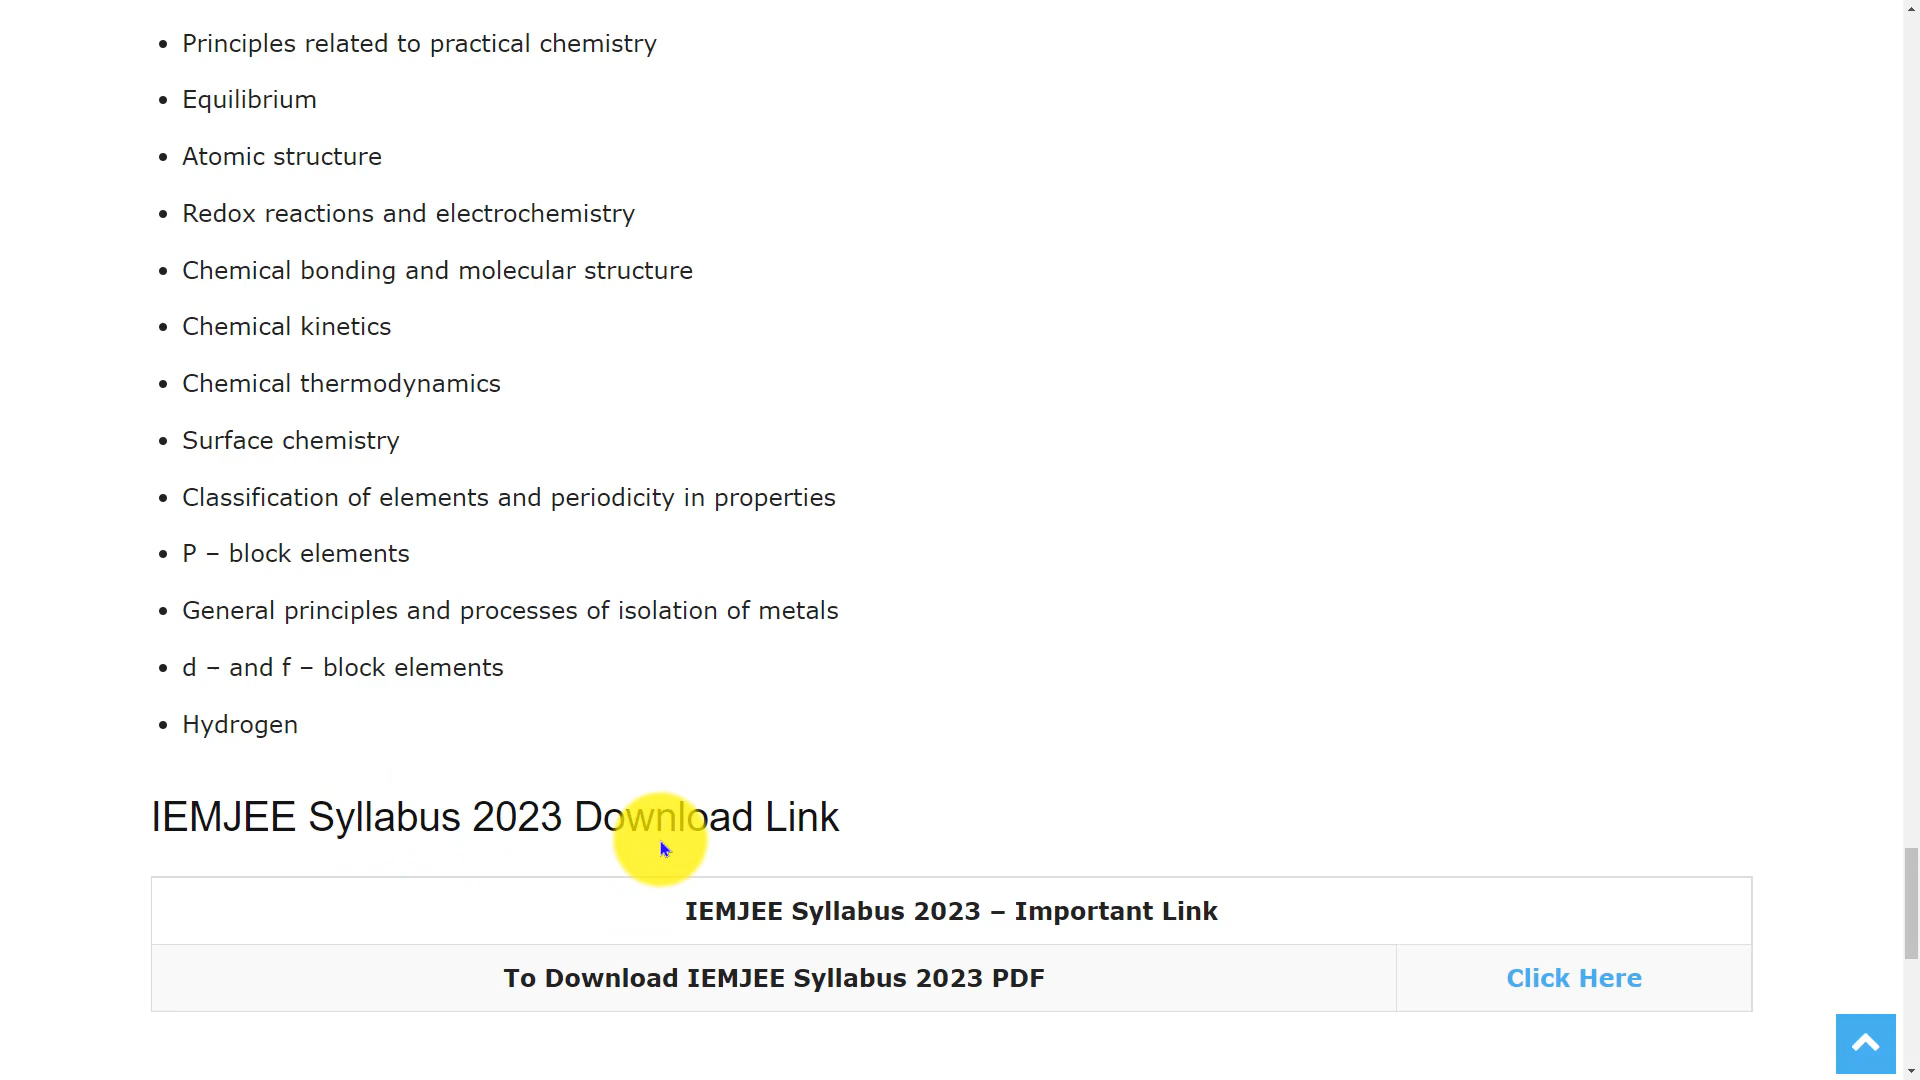 • Principles related to practical chemistry
• Equilibrium
• Atomic structure
• Redox reactions and electrochemistry
• Chemical bonding and molecular structure
• Chemical kinetics
• Chemical thermodynamics
• Surface chemistry
• Classification of elements and periodicity in properties
• P – block elements
• General principles and processes of isolation of metals
• d – and f – block elements
• Hydrogen
IEMJEE Syllabus 2023 Download Link
IEMJEE Syllabus 2023 – Important Link
To Download IEMJEE Syllabus 2023 PDF Click Here